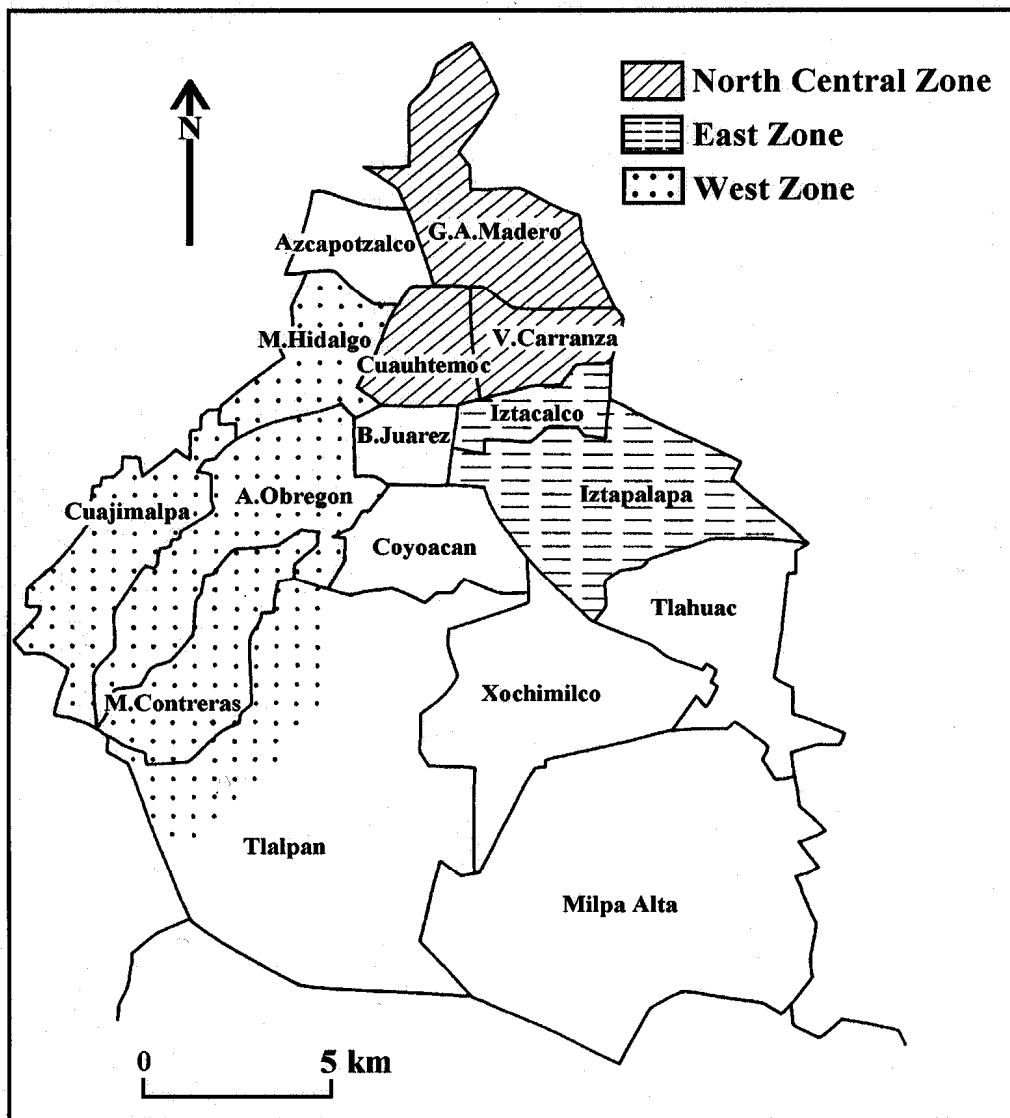 North Central Zone
East Zone
West Zone
N
Azcapotzalco
G.A.Madero
M.Hidalgo
V.Carranza
Cuauhtemoc
Iztacalco
B.Juarez
Iztapalapa
A.Obregon
Cuajimalpa
Coyoacan
Tlahuac
M.Contreras
Xochimilco
Tlalpan
Milpa Alta
0 5 km